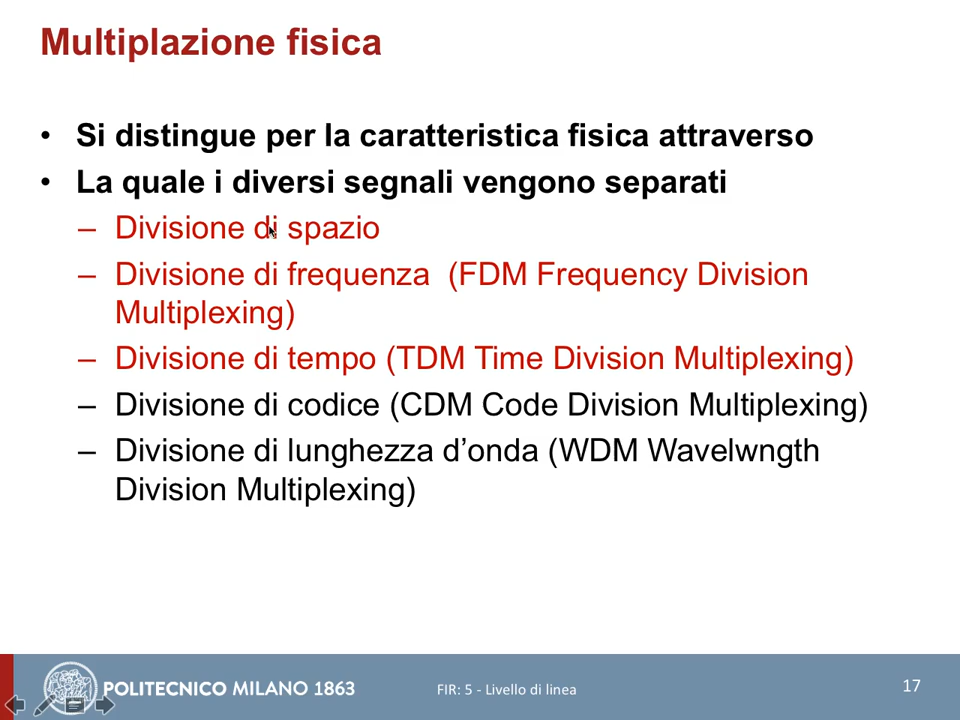 Multiplazione fisica
• Si distingue per la caratteristica fisica attraverso
• La quale i diversi segnali vengono separati
– Divisione di spazio
– Divisione di frequenza (FDM Frequency Division
Multiplexing)
– Divisione di tempo (TDM Time Division Multiplexing)
– Divisione di codice (CDM Code Division Multiplexing)
– Divisione di lunghezza d’onda (WDM Wavelwngth
Division Multiplexing)
POLITECNICO MILANO 1863
FIR: 5 - Livello di linea
17